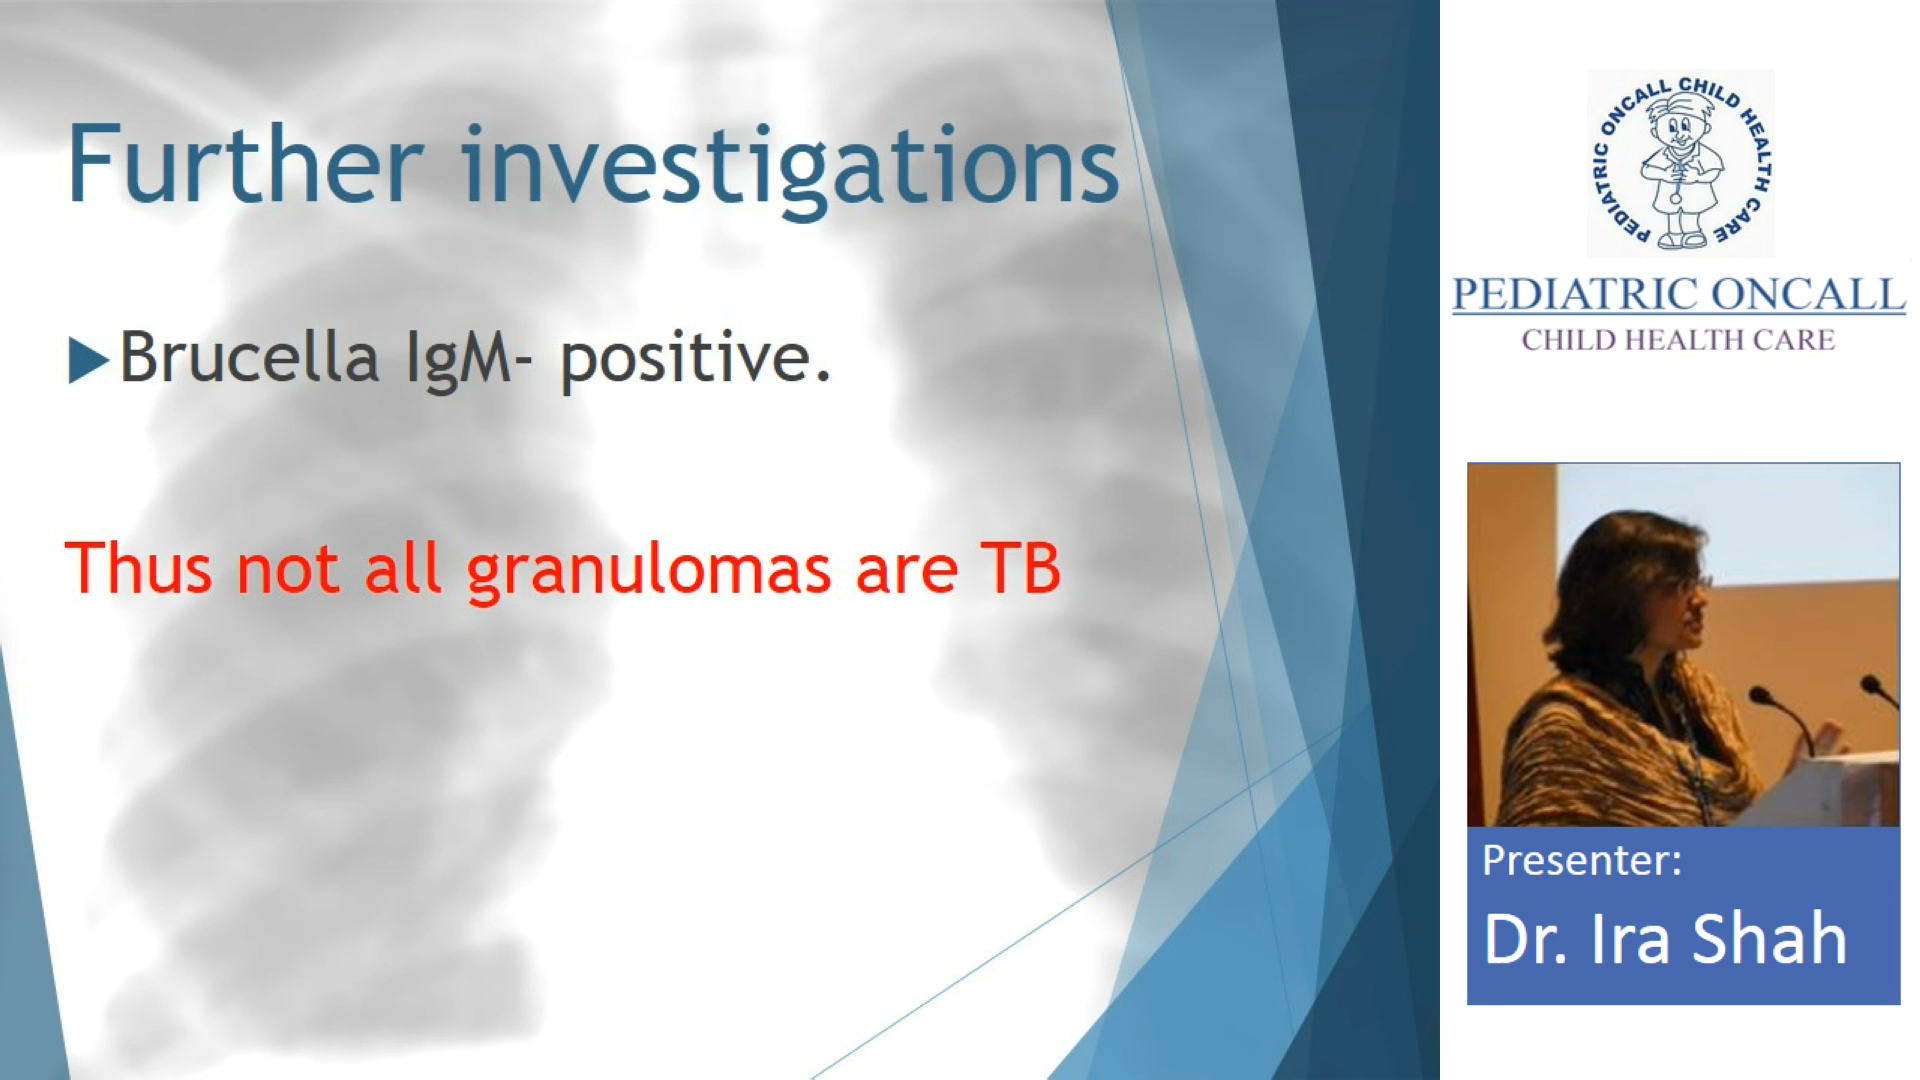 Further investigations
Brucella IgM- positive.
Thus not all granulomas are TB
PEDIATRIC ONCALL CHILD HEALTH CARE
PEDIATRIC ONCALL
CHILD HEALTH CARE
Presenter:
Dr. Ira Shah